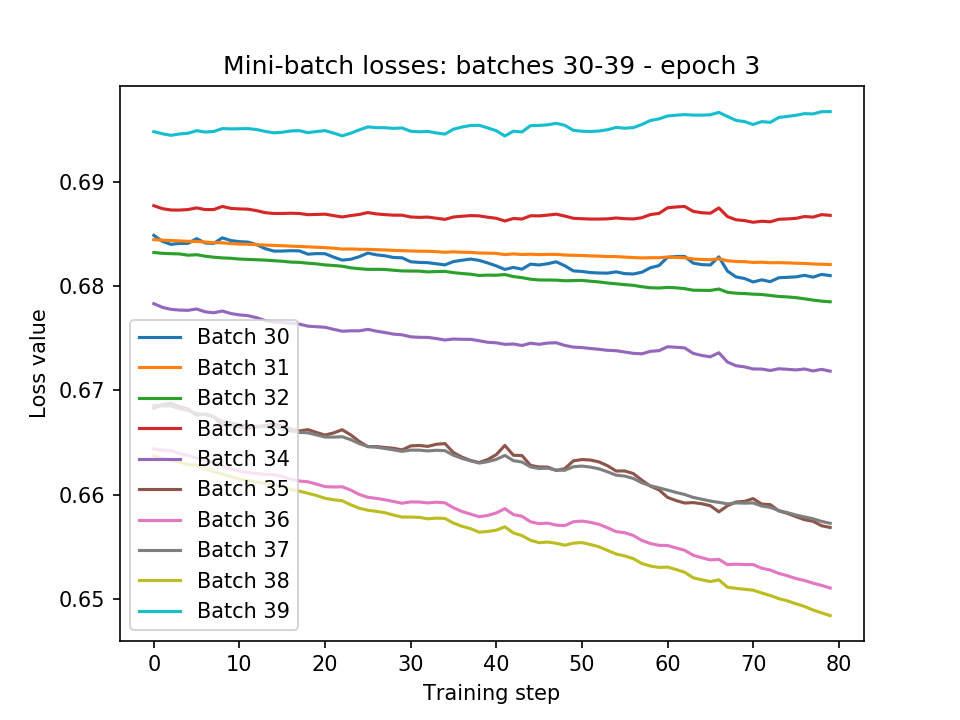 Mini-batch losses: batches 30-39 - epoch 3
Loss value
0.69
0.68
0.67
0.66
0.65
Batch 30
Batch 31
Batch 32
Batch 33
Batch 34
Batch 35
Batch 36
Batch 37
Batch 38
Batch 39
0 10 20 30 40 50 60 70 80
Training step